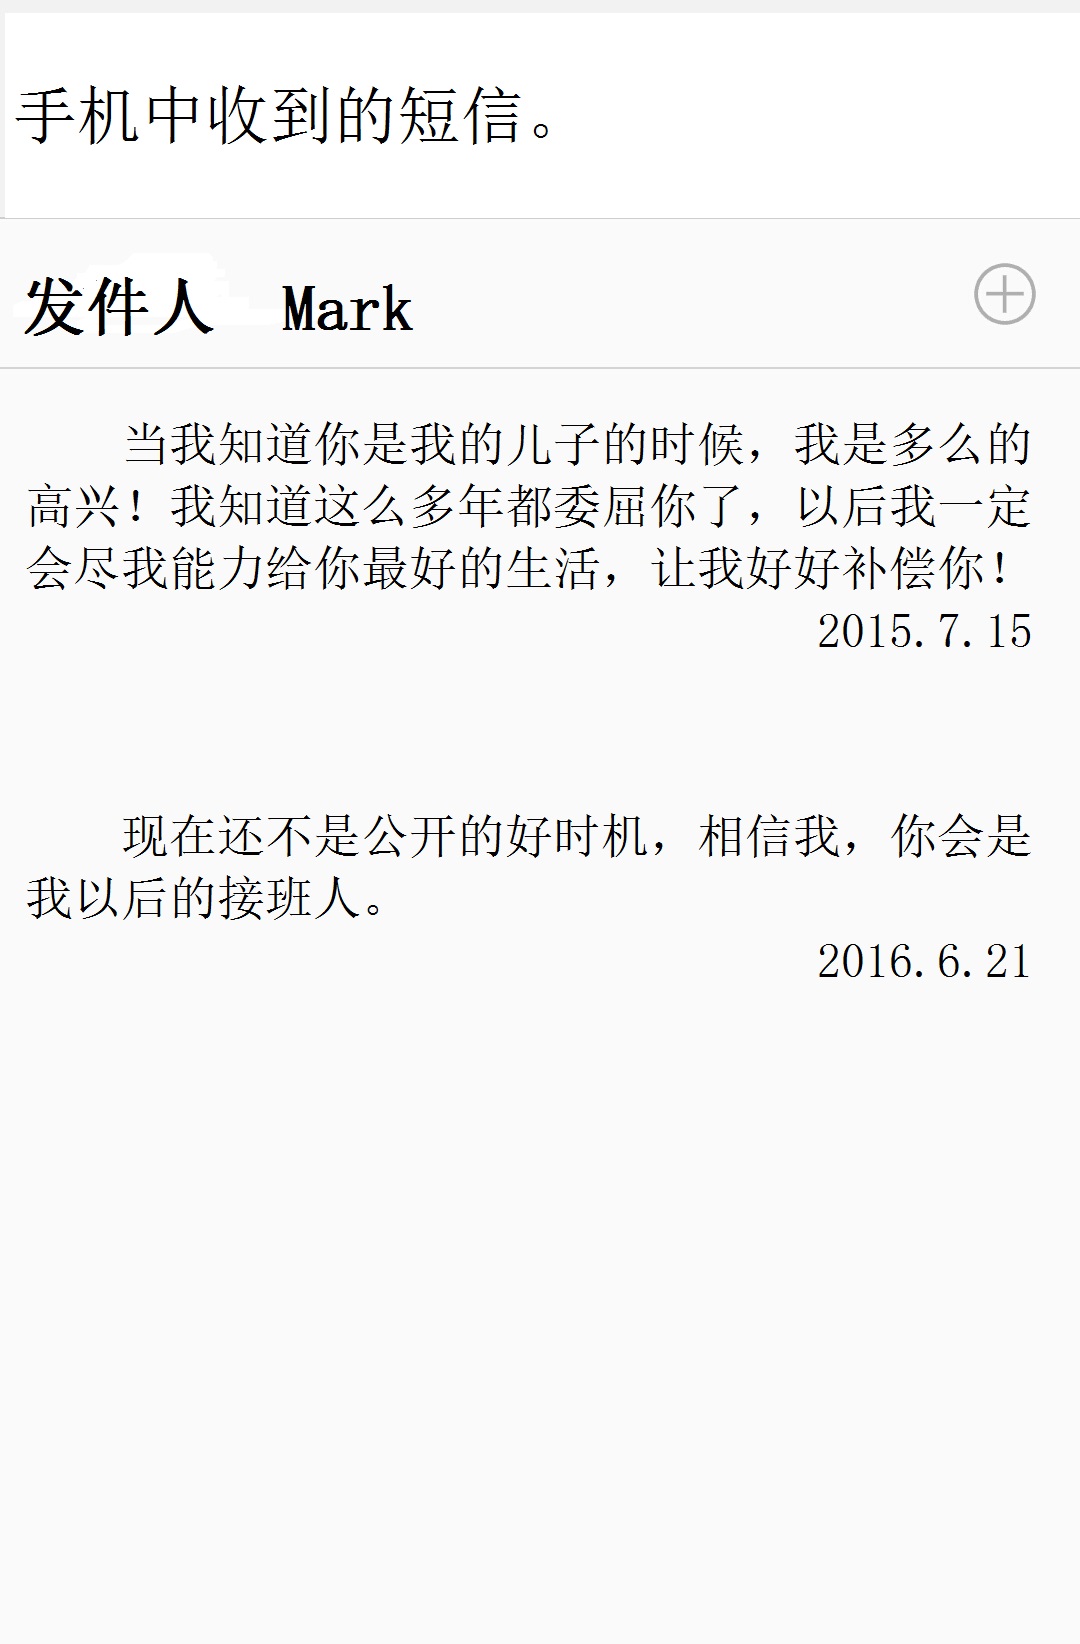 手机中收到的短信。
发件人 Mark
当我知道你是我的儿子的时候，我是多么的
高兴！我知道这么多年都委屈你了，以后我一定
会尽我能力给你最好的生活，让我好好补偿你！
2015.7.15
现在还不是公开的好时机，相信我，你会是
我以后的接班人。
2016.6.21